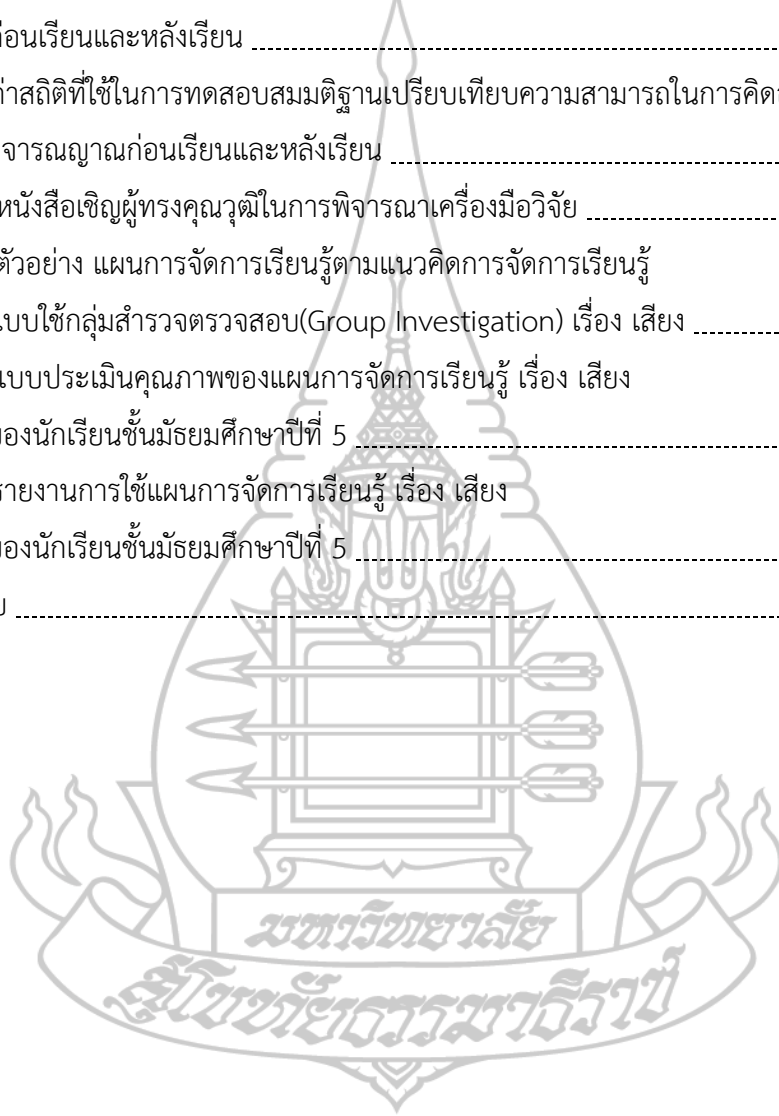 ก่อนเรียนและหลังเรียน
ค่าสถิติที่ใช้ในการทดสอบสมมติฐานเปรียบเทียบความสามารถในการคิด
จารณญาณก่อนเรียนและหลังเรียน
หนังสือเชิญผู้ทรงคุณวุฒิในการพิจารณาเครื่องมือวิจัย
ตัวอย่าง แผนการจัดการเรียนรู้ตามแนวคิดการจัดการเรียนรู้
แบบใช้กลุ่มสำรวจตรวจสอบ(Group Investigation) เรื่อง เสียง
แบบประเมินคุณภาพของแผนการจัดการเรียนรู้ เรื่อง เสียง
ของนักเรียนชั้นมัธยมศึกษาปีที่ 5
รายงานการใช้แผนการจัดการเรียนรู้ เรื่อง เสียง
ของนักเรียนชั้นมัธยมศึกษาปีที่ 5
มหาวิทยาลัย
สุโขทัยธรรมาธิราช